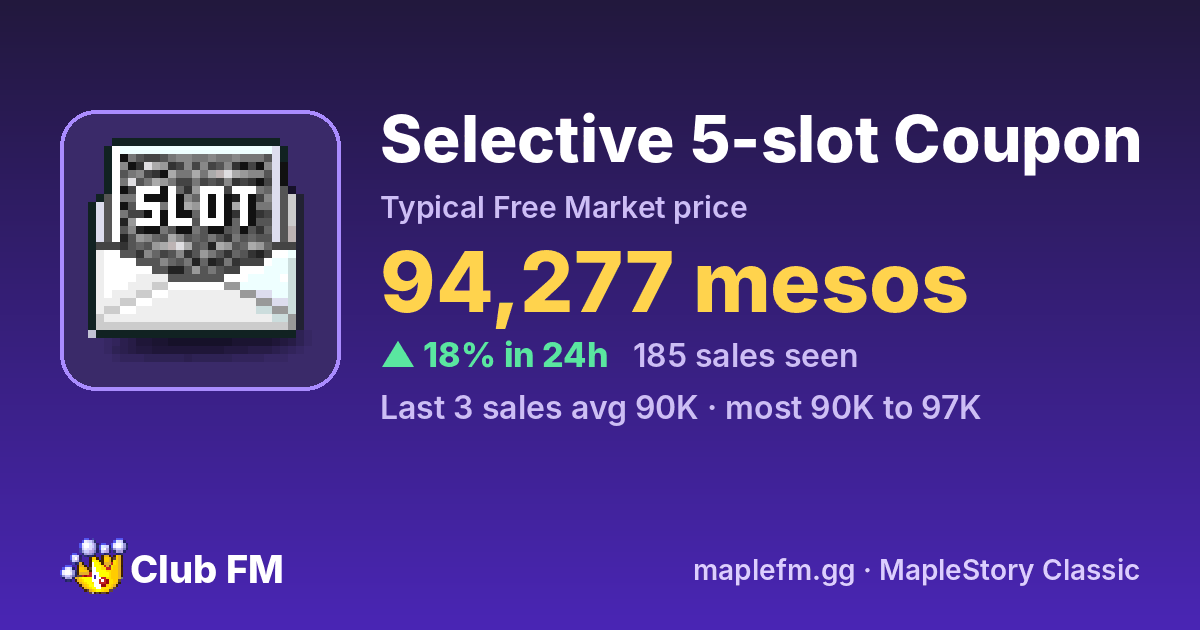 SLOT
Selective 5-slot Coupon
Typical Free Market price
94,277 mesos
▲ 18% in 24h 185 sales seen
Last 3 sales avg 90K · most 90K to 97K
Club FM
maplefm.gg · MapleStory Classic